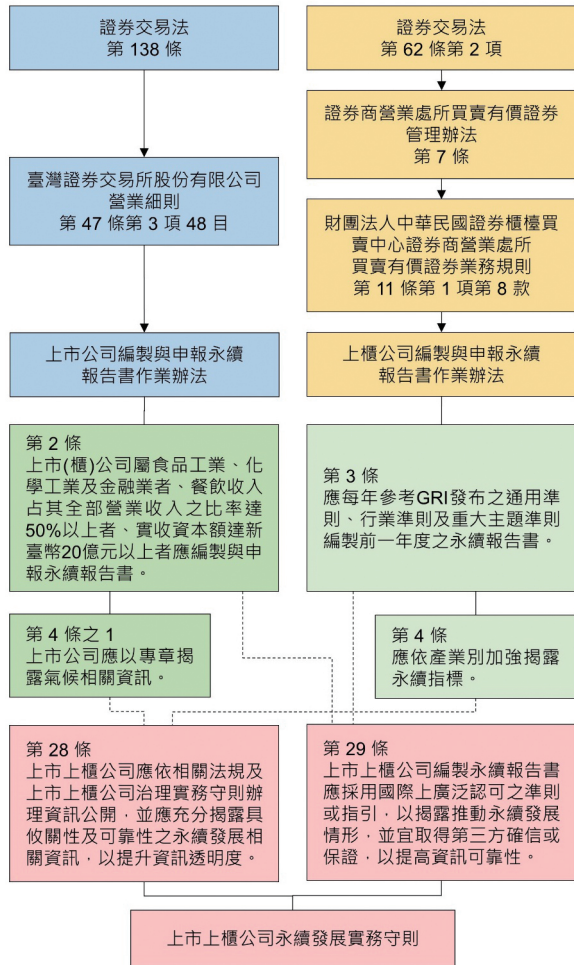 證券交易法
第 138 條
證券交易法
第 62 條第 2 項
證券商營業處所買賣有價證券
管理辦法
第 7 條
臺灣證券交易所股份有限公司
營業細則
第 47 條第 3 項 48 目
財團法人中華民國證券櫃檯買
賣中心證券商營業處所
買賣有價證券業務規則
第 11 條第 1 項第 8 款
上市公司編製與申報永續
報告書作業辦法
上櫃公司編製與申報永續
報告書作業辦法
第 2 條
上市(櫃)公司屬食品工業、化
學工業及金融業者、餐飲收入
占其全部營業收入之比率達
50%以上者、實收資本額達新
臺幣20億元以上者應編製與申
報永續報告書。
第 3 條
應每年參考GRI發布之通用準
則、行業準則及重大主題準則
編製前一年度之永續報告書。
第 4 條之 1
上市公司應以專章揭
露氣候相關資訊。
第 4 條
應依產業別加強揭露
永續指標。
第 28 條
上市上櫃公司應依相關法規及
上市上櫃公司治理實務守則辦
理資訊公開，並應充分揭露具
攸關性及可靠性之永續發展相
關資訊，以提升資訊透明度。
第 29 條
上市上櫃公司編製永續報告書
應採用國際上廣泛認可之準則
或指引，以揭露推動永續發展
情形，並宜取得第三方確信或
保證，以提高資訊可靠性。
上市上櫃公司永續發展實務守則